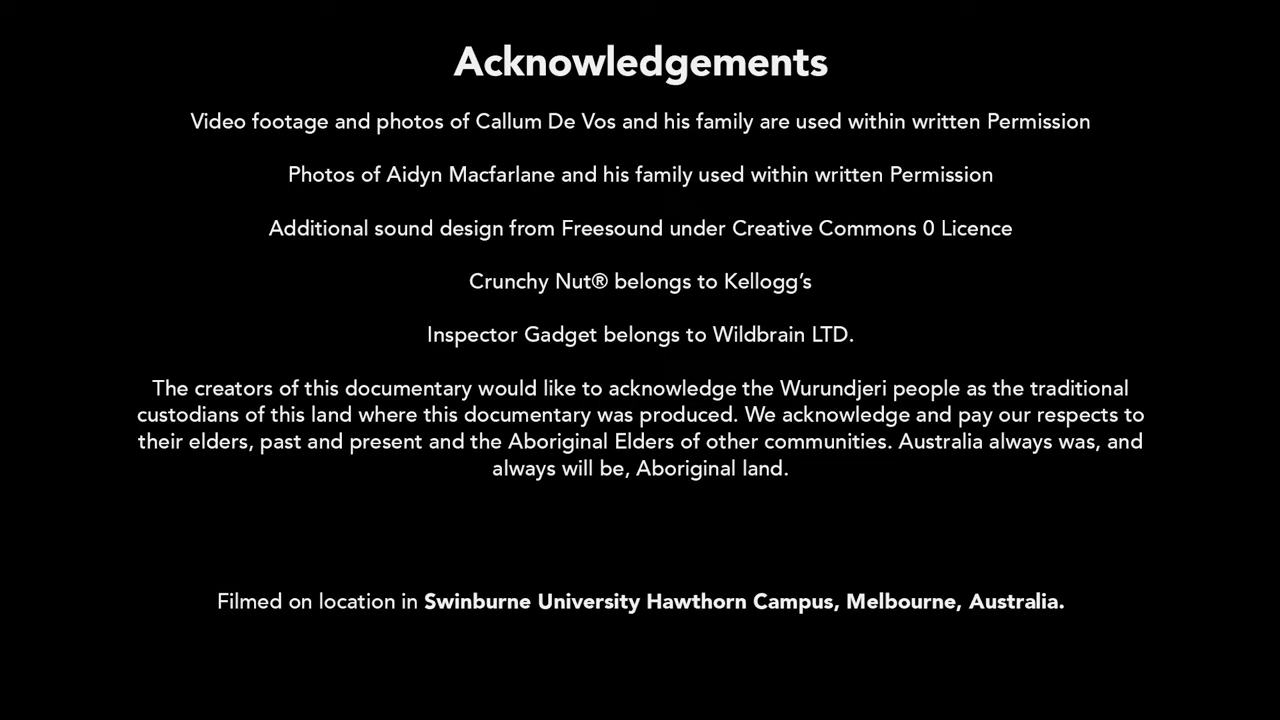 Acknowledgements
Video footage and photos of Callum De Vos and his family are used within written Permission
Photos of Aidyn Macfarlane and his family used within written Permission
Additional sound design from Freesound under Creative Commons 0 Licence
Crunchy Nut® belongs to Kellogg’s
Inspector Gadget belongs to Wildbrain LTD.
The creators of this documentary would like to acknowledge the Wurundjeri people as the traditional
custodians of this land where this documentary was produced. We acknowledge and pay our respects to
their elders, past and present and the Aboriginal Elders of other communities. Australia always was, and
always will be, Aboriginal land.
Filmed on location in Swinburne University Hawthorn Campus, Melbourne, Australia.